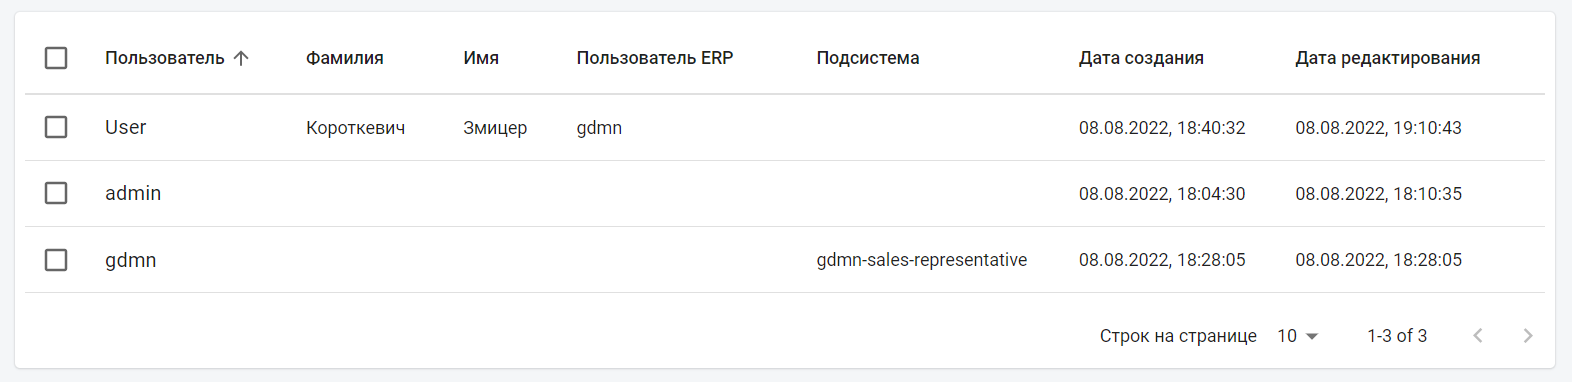 Пользователь Фамилия Имя Пользователь ERP Подсистема Дата создания Дата редактирования
User Короткевич Змицер gdmn 08.08.2022, 18:40:32 08.08.2022, 19:10:43
admin 08.08.2022, 18:04:30 08.08.2022, 18:10:35
gdmn gdmn-sales-representative 08.08.2022, 18:28:05 08.08.2022, 18:28:05
Строк на странице 10 1-3 of 3